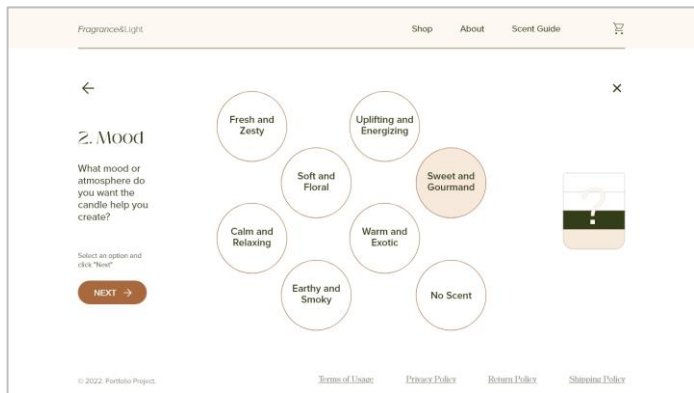 Fragrance&Light
Shop
About
Scent Guide
2. Mood
What mood or
atmosphere do
you want the
candle help you
create?
Select an option and
click "Next"
NEXT
Fresh and
Zesty
Uplifting and
Energizing
Soft and
Floral
Sweet and
Gourmand
Calm and
Relaxing
Warm and
Exotic
Earthy and
Smoky
No Scent
?
© 2022. Portfolio Project.
Terms of Usage
Privacy Policy
Return Policy
Shipping Policy